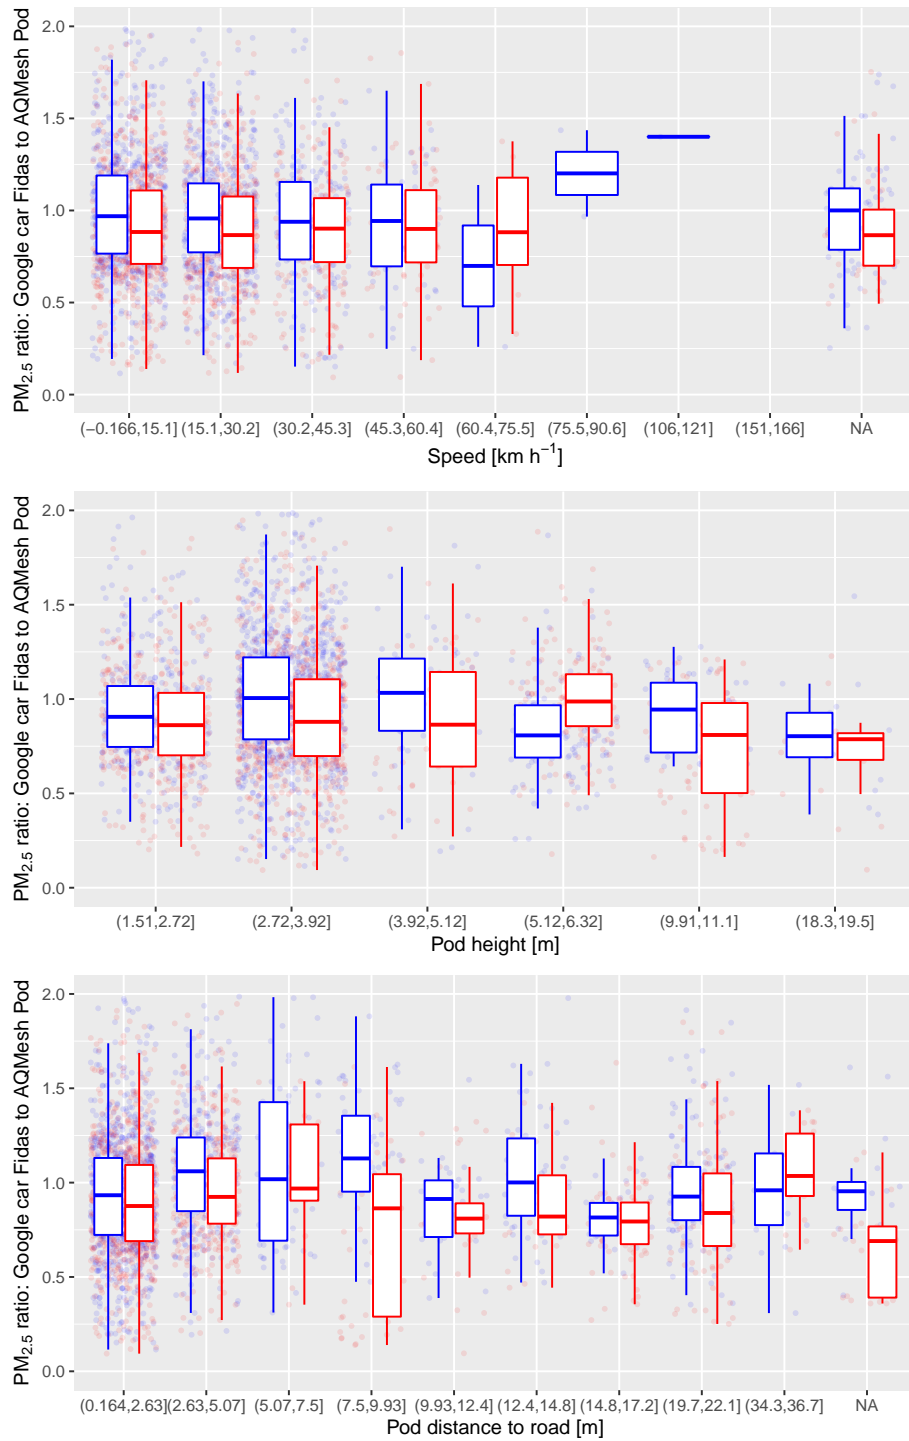 PM2.5 ratio: Google car Fidas to AQMesh Pod
2.0
1.5
1.0
0.5
0.0
(−0.166,15.1] (15.1,30.2] (30.2,45.3] (45.3,60.4] (60.4,75.5] (75.5,90.6] (106,121] (151,166] NA
Speed [km h−1]
PM2.5 ratio: Google car Fidas to AQMesh Pod
2.0
1.5
1.0
0.5
0.0
(1.51,2.72] (2.72,3.92] (3.92,5.12] (5.12,6.32] (9.91,11.1] (18.3,19.5]
Pod height [m]
PM2.5 ratio: Google car Fidas to AQMesh Pod
2.0
1.5
1.0
0.5
0.0
(0.164,2.63] (2.63,5.07] (5.07,7.5] (7.5,9.93] (9.93,12.4] (12.4,14.8] (14.8,17.2] (19.7,22.1] (34.3,36.7] NA
Pod distance to road [m]